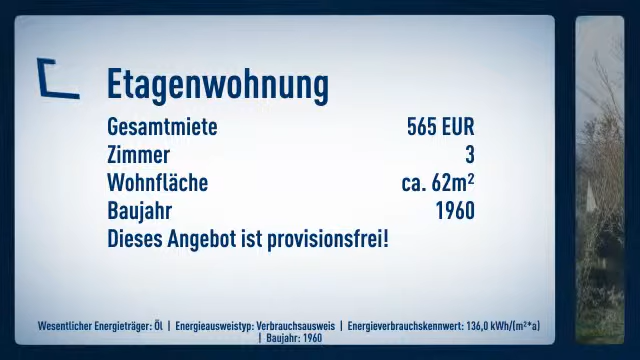 Etagenwohnung
Gesamtmiete 565 EUR
Zimmer 3
Wohnfläche ca. 62m²
Baujahr 1960
Dieses Angebot ist provisionsfrei!
Wesentlicher Energieträger: Öl | Energieausweistyp: Verbrauchsausweis | Energieverbrauchskennwert: 136,0 kWh/(m²*a)
| Baujahr: 1960